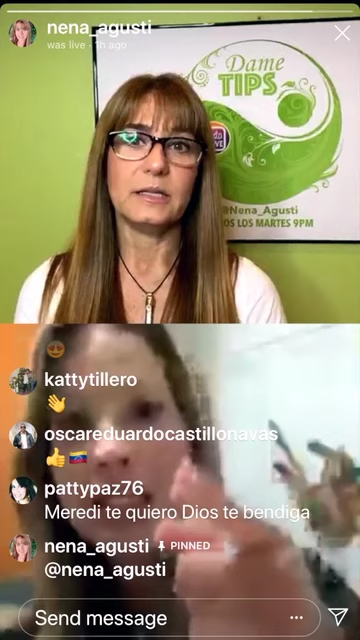 nena_agusti
was live · 1h ago
Dame
TIPS
@Nena_Agusti
OS LOS MARTES 9PM
kattytillero
👋
oscareduardocastillonavas
👍🇻🇪
pattypaz76
Meredi te quiero Dios te bendiga
nena_agusti PINNED
@nena_agusti
Send message